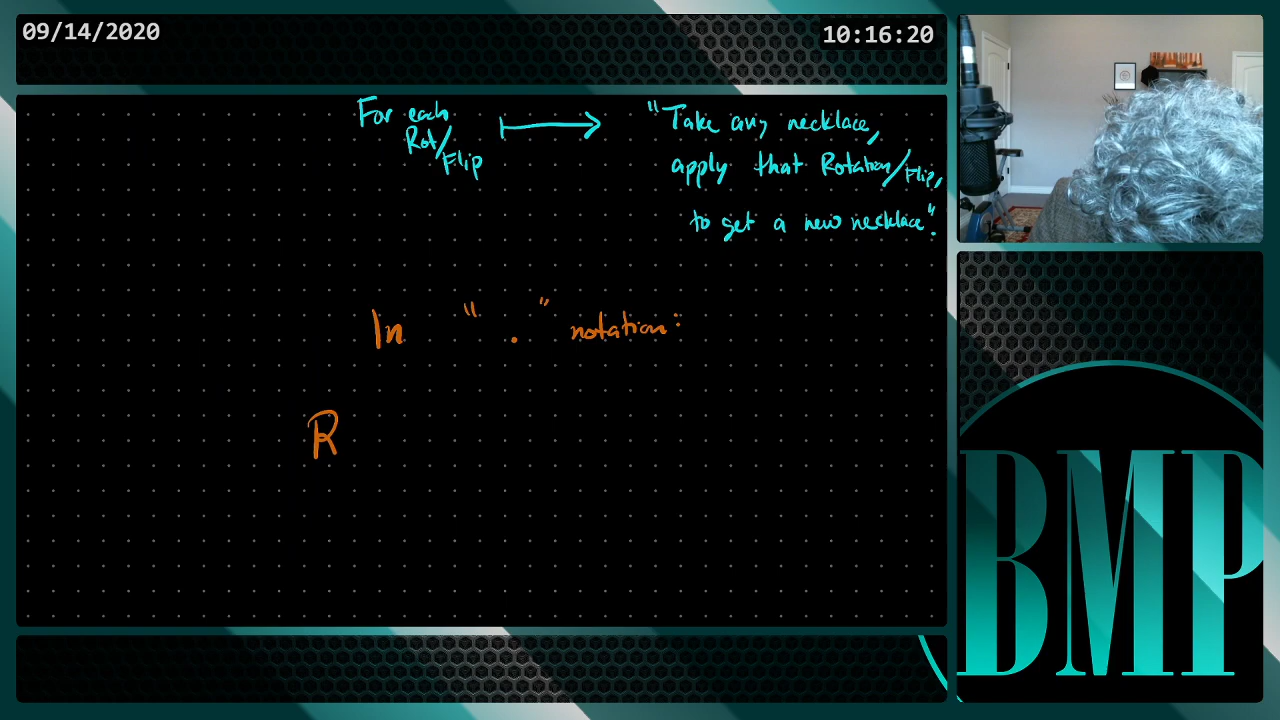 09/14/2020
10:16:20
For each
Rot/
Flip
"Take any necklace,
apply that Rotation/Flip,
to get a new necklace".
In " . " notation:
R
BMP